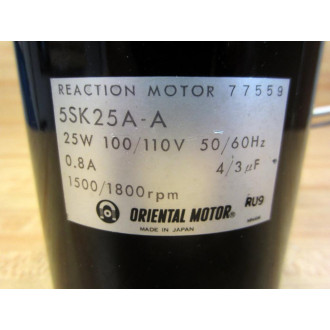 REACTION MOTOR 77559
5SK25A-A
25W 100/110V 50/60Hz
0.8A 4/3μF
1500/1800rpm
ORIENTAL MOTOR® RU9
MADE IN JAPAN